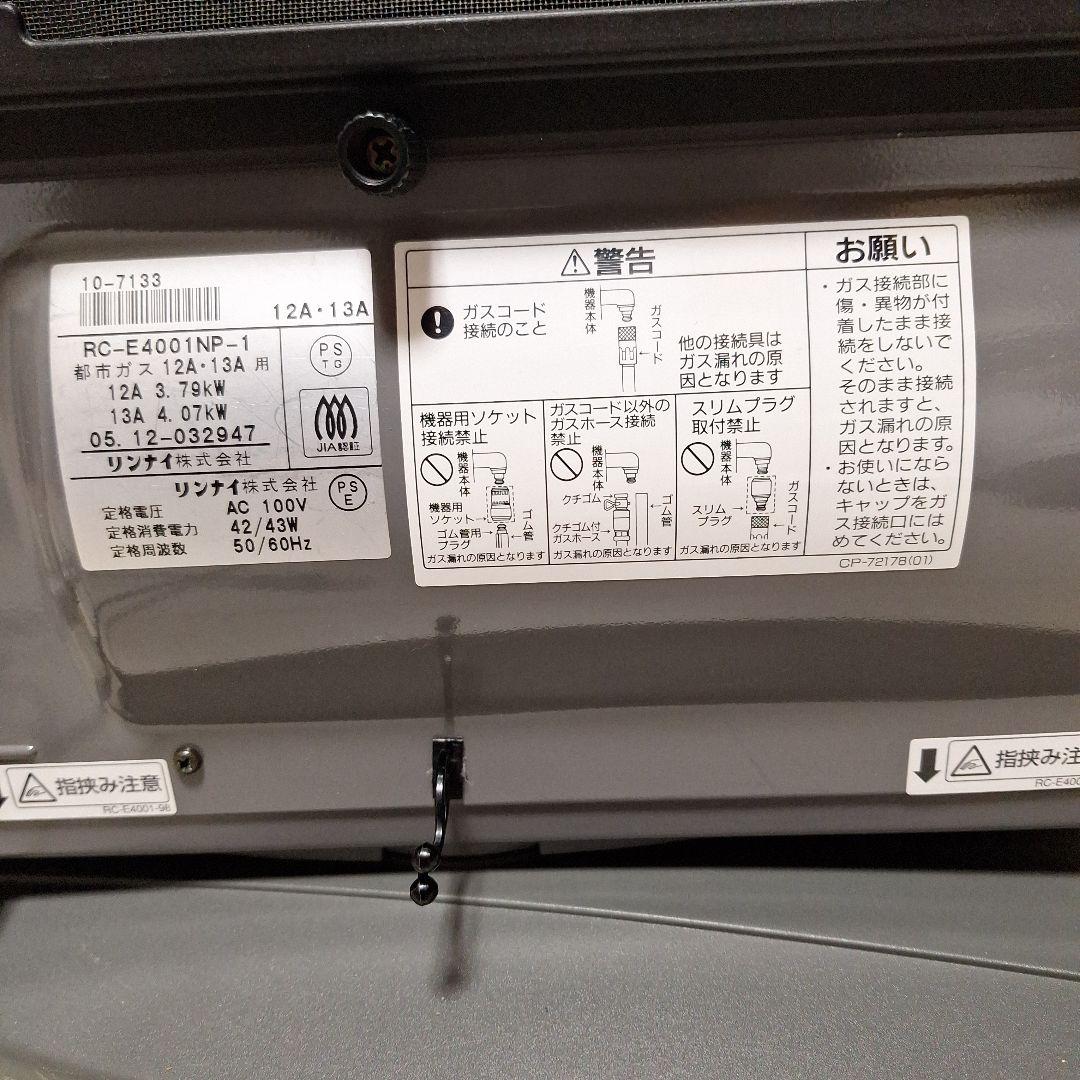 10-7133
12A・13A
RC-E4001NP-1
都市ガス 12A・13A 用
12A 3.79kW
13A 4.07kW
05.12-032947
リンナイ株式会社
PS
TG
JIA認証
リンナイ株式会社
PS
E
定格電圧 AC 100V
定格消費電力 42/43W
定格周波数 50/60Hz
警告
ガスコード
接続のこと
機器本体
ガスコード
他の接続具は
ガス漏れの原
因となります
機器用ソケット
接続禁止
機器本体
機器用
ソケット
ゴム管用
プラグ
ゴム管
ガス漏れの原因となります
ガスコード以外の
ガスホース接続
禁止
機器本体
クチゴム
ゴム管
クチゴム付
ガスホース
ガス漏れの原因となります
スリムプラグ
取付禁止
機器本体
スリム
プラグ
ガスコード
ガス漏れの原因となります
お願い
・ガス接続部に
傷・異物が付
着したまま接
続をしないで
ください。
そのまま接続
されますと、
ガス漏れの原
因となります。
・お使いになら
ないときは、
キャップをガ
ス接続口には
めてください。
CP-72178(01)
指挟み注意
RC-E4001-98
指挟み注
RC-E400